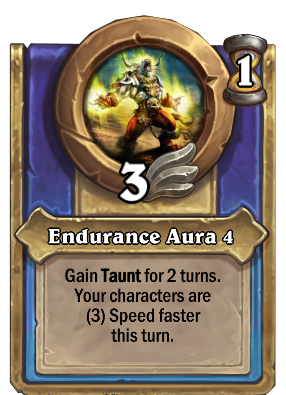 1
3
Endurance Aura 4
Gain Taunt for 2 turns.
Your characters are
(3) Speed faster
this turn.